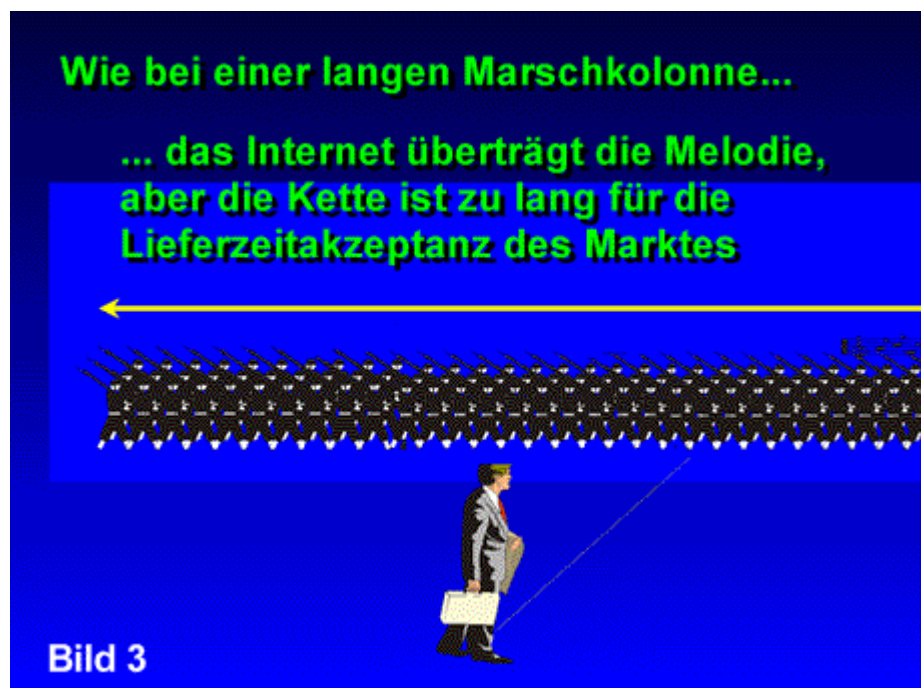 Wie bei einer langen Marschkolonne...
... das Internet überträgt die Melodie,
aber die Kette ist zu lang für die
Lieferzeitakzeptanz des Marktes
Bild 3